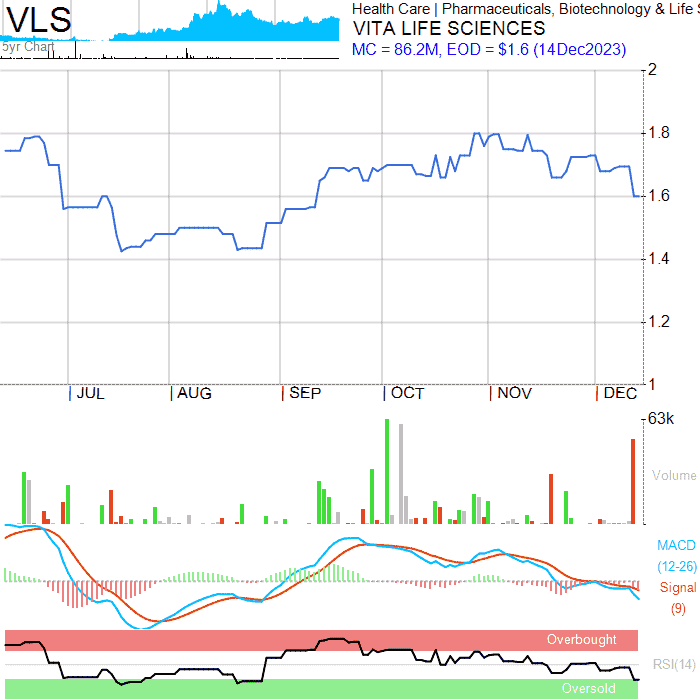 VLS
5yr Chart
Health Care | Pharmaceuticals, Biotechnology & Life S
VITA LIFE SCIENCES
MC = 86.2M, EOD = $1.6 (14Dec2023)
2
1.8
1.6
1.4
1.2
1
| JUL | AUG | SEP | OCT | NOV | DEC
63k
Volume
MACD
(12-26)
Signal
(9)
Overbought
RSI(14)
Oversold